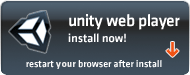 unity web player
install now!
restart your browser after install